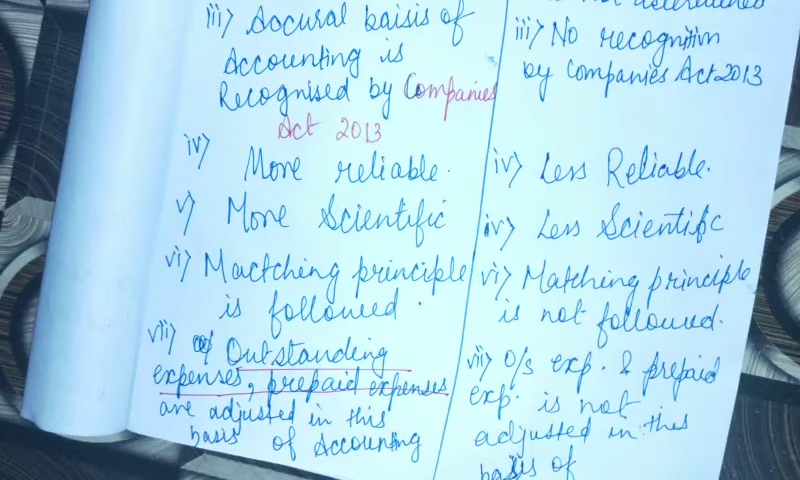 iii) Accural baisis of
Accounting is
Recognised by Companies
Act 2013
iv)
More reliable.
v) More Scientific
vi) Mactching principle
is followed.
vii) Outstanding
expenses, prepaid expenses
are adjusted in this
basis of Accounting
iii) No recognition
by Companies Act 2013
iv) Less Reliable.
iv) Less Scientific
vi) Matching principle
is not followed.
vii) O/s exp. & prepaid
exp. is not
adjusted in this
basis of